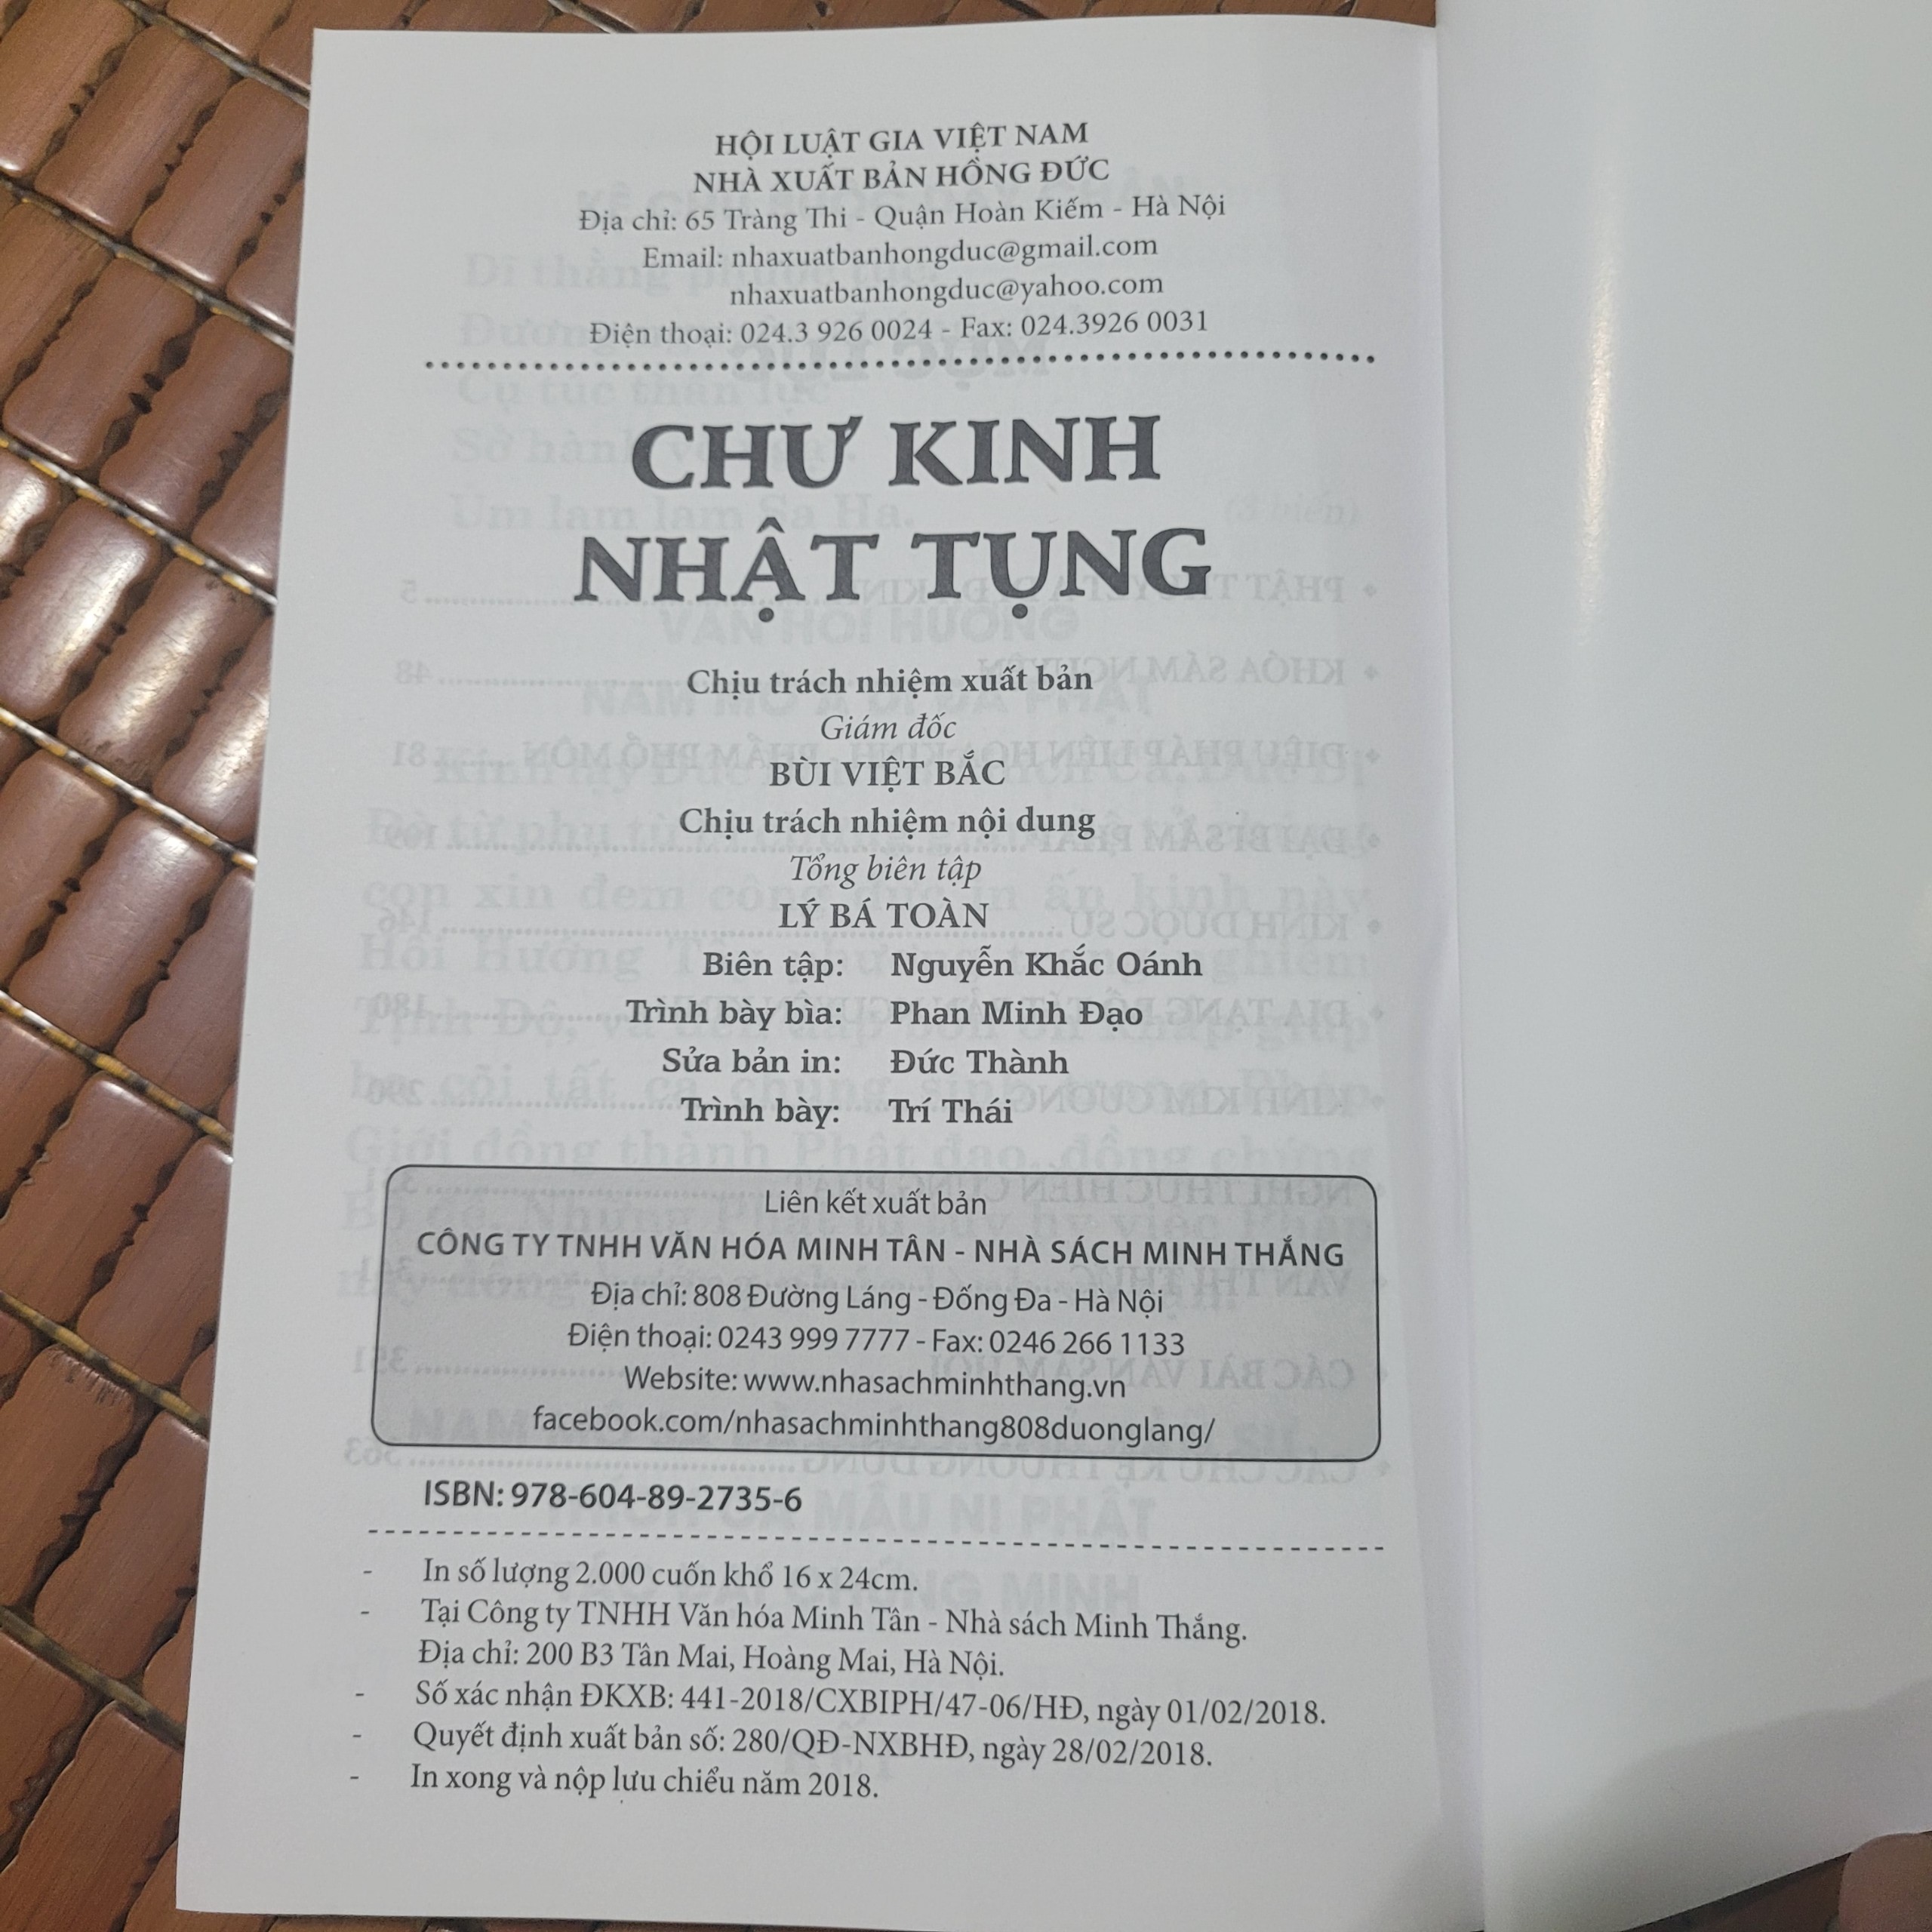 HỘI LUẬT GIA VIỆT NAM
NHÀ XUẤT BẢN HỒNG ĐỨC
Địa chỉ: 65 Tràng Thi - Quận Hoàn Kiếm - Hà Nội
Email: nhaxuatbanhongduc@gmail.com
nhaxuatbanhongduc@yahoo.com
Điện thoại: 024.3 926 0024 - Fax: 024.3926 0031
CHƯ KINH
NHẬT TỤNG
Chịu trách nhiệm xuất bản
Giám đốc
BÙI VIỆT BẮC
Chịu trách nhiệm nội dung
Tổng biên tập
LÝ BÁ TOÀN
Biên tập: Nguyễn Khắc Oánh
Trình bày bìa: Phan Minh Đạo
Sửa bản in: Đức Thành
Trình bày: Trí Thái
Liên kết xuất bản
CÔNG TY TNHH VĂN HÓA MINH TÂN - NHÀ SÁCH MINH THẮNG
Địa chỉ: 808 Đường Láng - Đống Đa - Hà Nội
Điện thoại: 0243 999 7777 - Fax: 0246 266 1133
Website: www.nhasachminhthang.vn
facebook.com/nhasachminhthang808duonglang/
ISBN: 978-604-89-2735-6
- In số lượng 2.000 cuốn khổ 16 x 24cm.
- Tại Công ty TNHH Văn hóa Minh Tân - Nhà sách Minh Thắng.
Địa chỉ: 200 B3 Tân Mai, Hoàng Mai, Hà Nội.
- Số xác nhận ĐKXB: 441-2018/CXBIPH/47-06/HĐ, ngày 01/02/2018.
- Quyết định xuất bản số: 280/QĐ-NXBHĐ, ngày 28/02/2018.
- In xong và nộp lưu chiểu năm 2018.